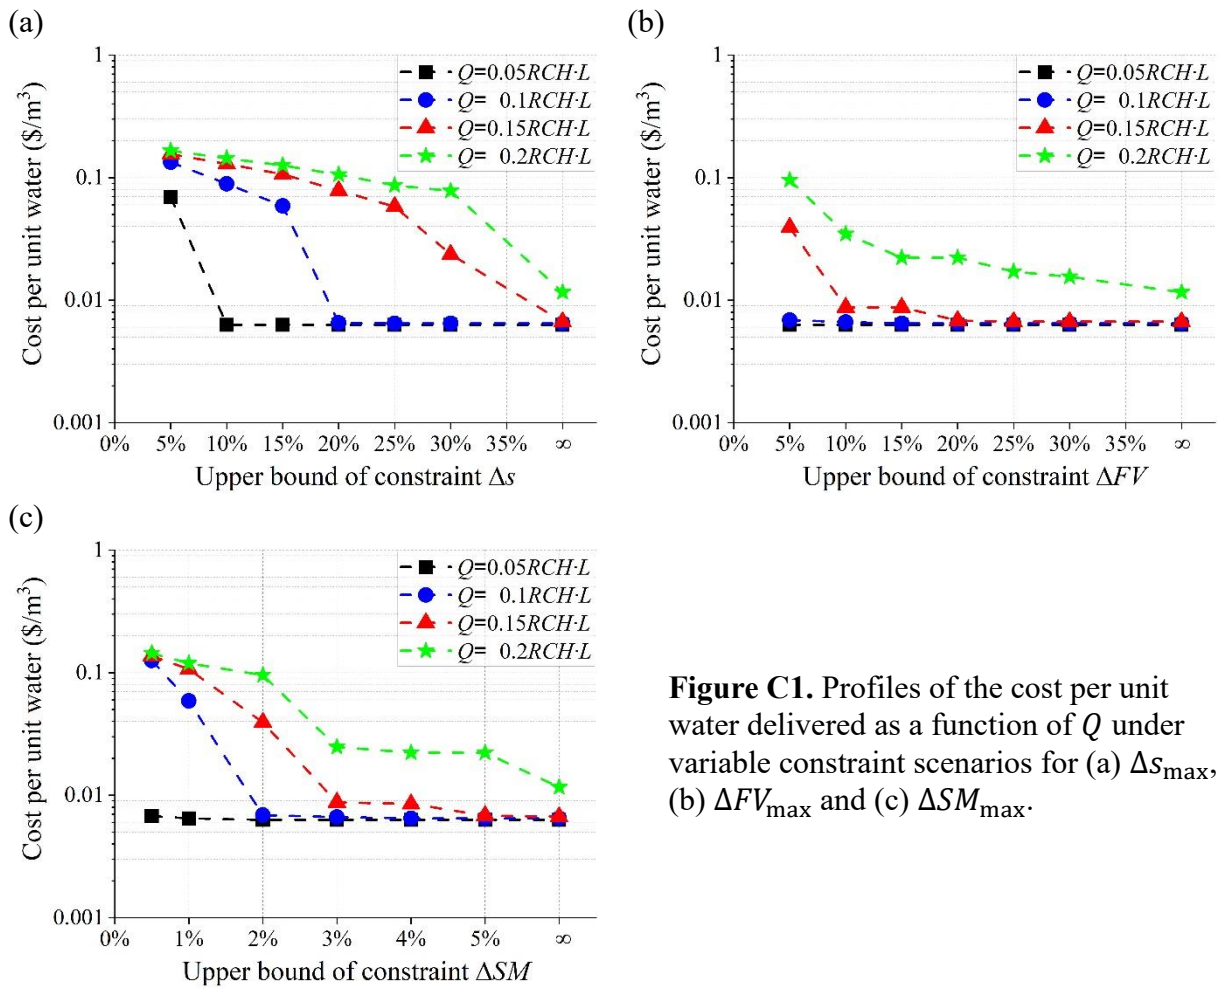 (a)
Cost per unit water ($/m³)
1
0.1
0.01
0.001
Q=0.05RCH·L
Q= 0.1RCH·L
Q=0.15RCH·L
Q= 0.2RCH·L
0% 5% 10% 15% 20% 25% 30% 35% ∞
Upper bound of constraint Δs
(b)
Cost per unit water ($/m³)
1
0.1
0.01
0.001
Q=0.05RCH·L
Q= 0.1RCH·L
Q=0.15RCH·L
Q= 0.2RCH·L
0% 5% 10% 15% 20% 25% 30% 35% ∞
Upper bound of constraint ΔFV
(c)
Cost per unit water ($/m³)
1
0.1
0.01
0.001
Q=0.05RCH·L
Q= 0.1RCH·L
Q=0.15RCH·L
Q= 0.2RCH·L
0% 1% 2% 3% 4% 5% ∞
Upper bound of constraint ΔSM
Figure C1. Profiles of the cost per unit
water delivered as a function of Q under
variable constraint scenarios for (a) Δsmax,
(b) ΔFVmax and (c) ΔSMmax.